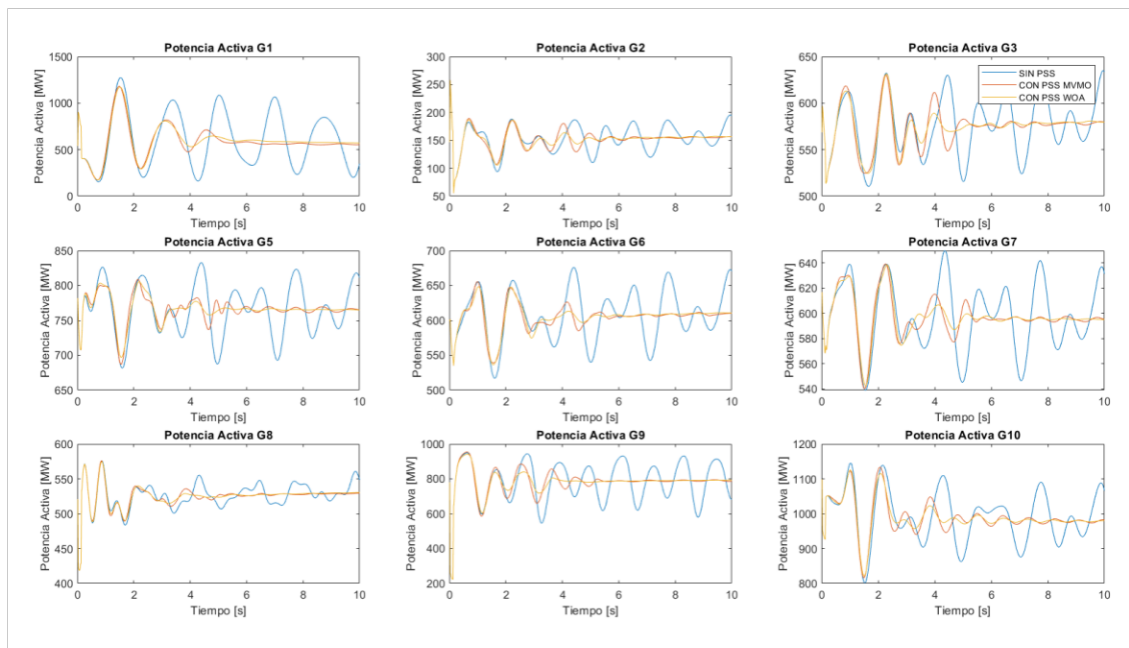 Potencia Activa G1
Potencia Activa G2
Potencia Activa G3
1500
1000
500
0
Potencia Activa [MW]
0 2 4 6 8 10
Tiempo [s]
300
250
200
150
100
50
Potencia Activa [MW]
0 2 4 6 8 10
Tiempo [s]
SIN PSS
CON PSS MVMO
CON PSS WOA
650
600
550
500
Potencia Activa [MW]
0 2 4 6 8 10
Tiempo [s]
Potencia Activa G5
Potencia Activa G6
Potencia Activa G7
850
800
750
700
650
Potencia Activa [MW]
0 2 4 6 8 10
Tiempo [s]
700
650
600
550
500
Potencia Activa [MW]
0 2 4 6 8 10
Tiempo [s]
640
620
600
580
560
540
Potencia Activa [MW]
0 2 4 6 8 10
Tiempo [s]
Potencia Activa G8
Potencia Activa G9
Potencia Activa G10
600
550
500
450
400
Potencia Activa [MW]
0 2 4 6 8 10
Tiempo [s]
1000
800
600
400
200
Potencia Activa [MW]
0 2 4 6 8 10
Tiempo [s]
1200
1100
1000
900
800
Potencia Activa [MW]
0 2 4 6 8 10
Tiempo [s]